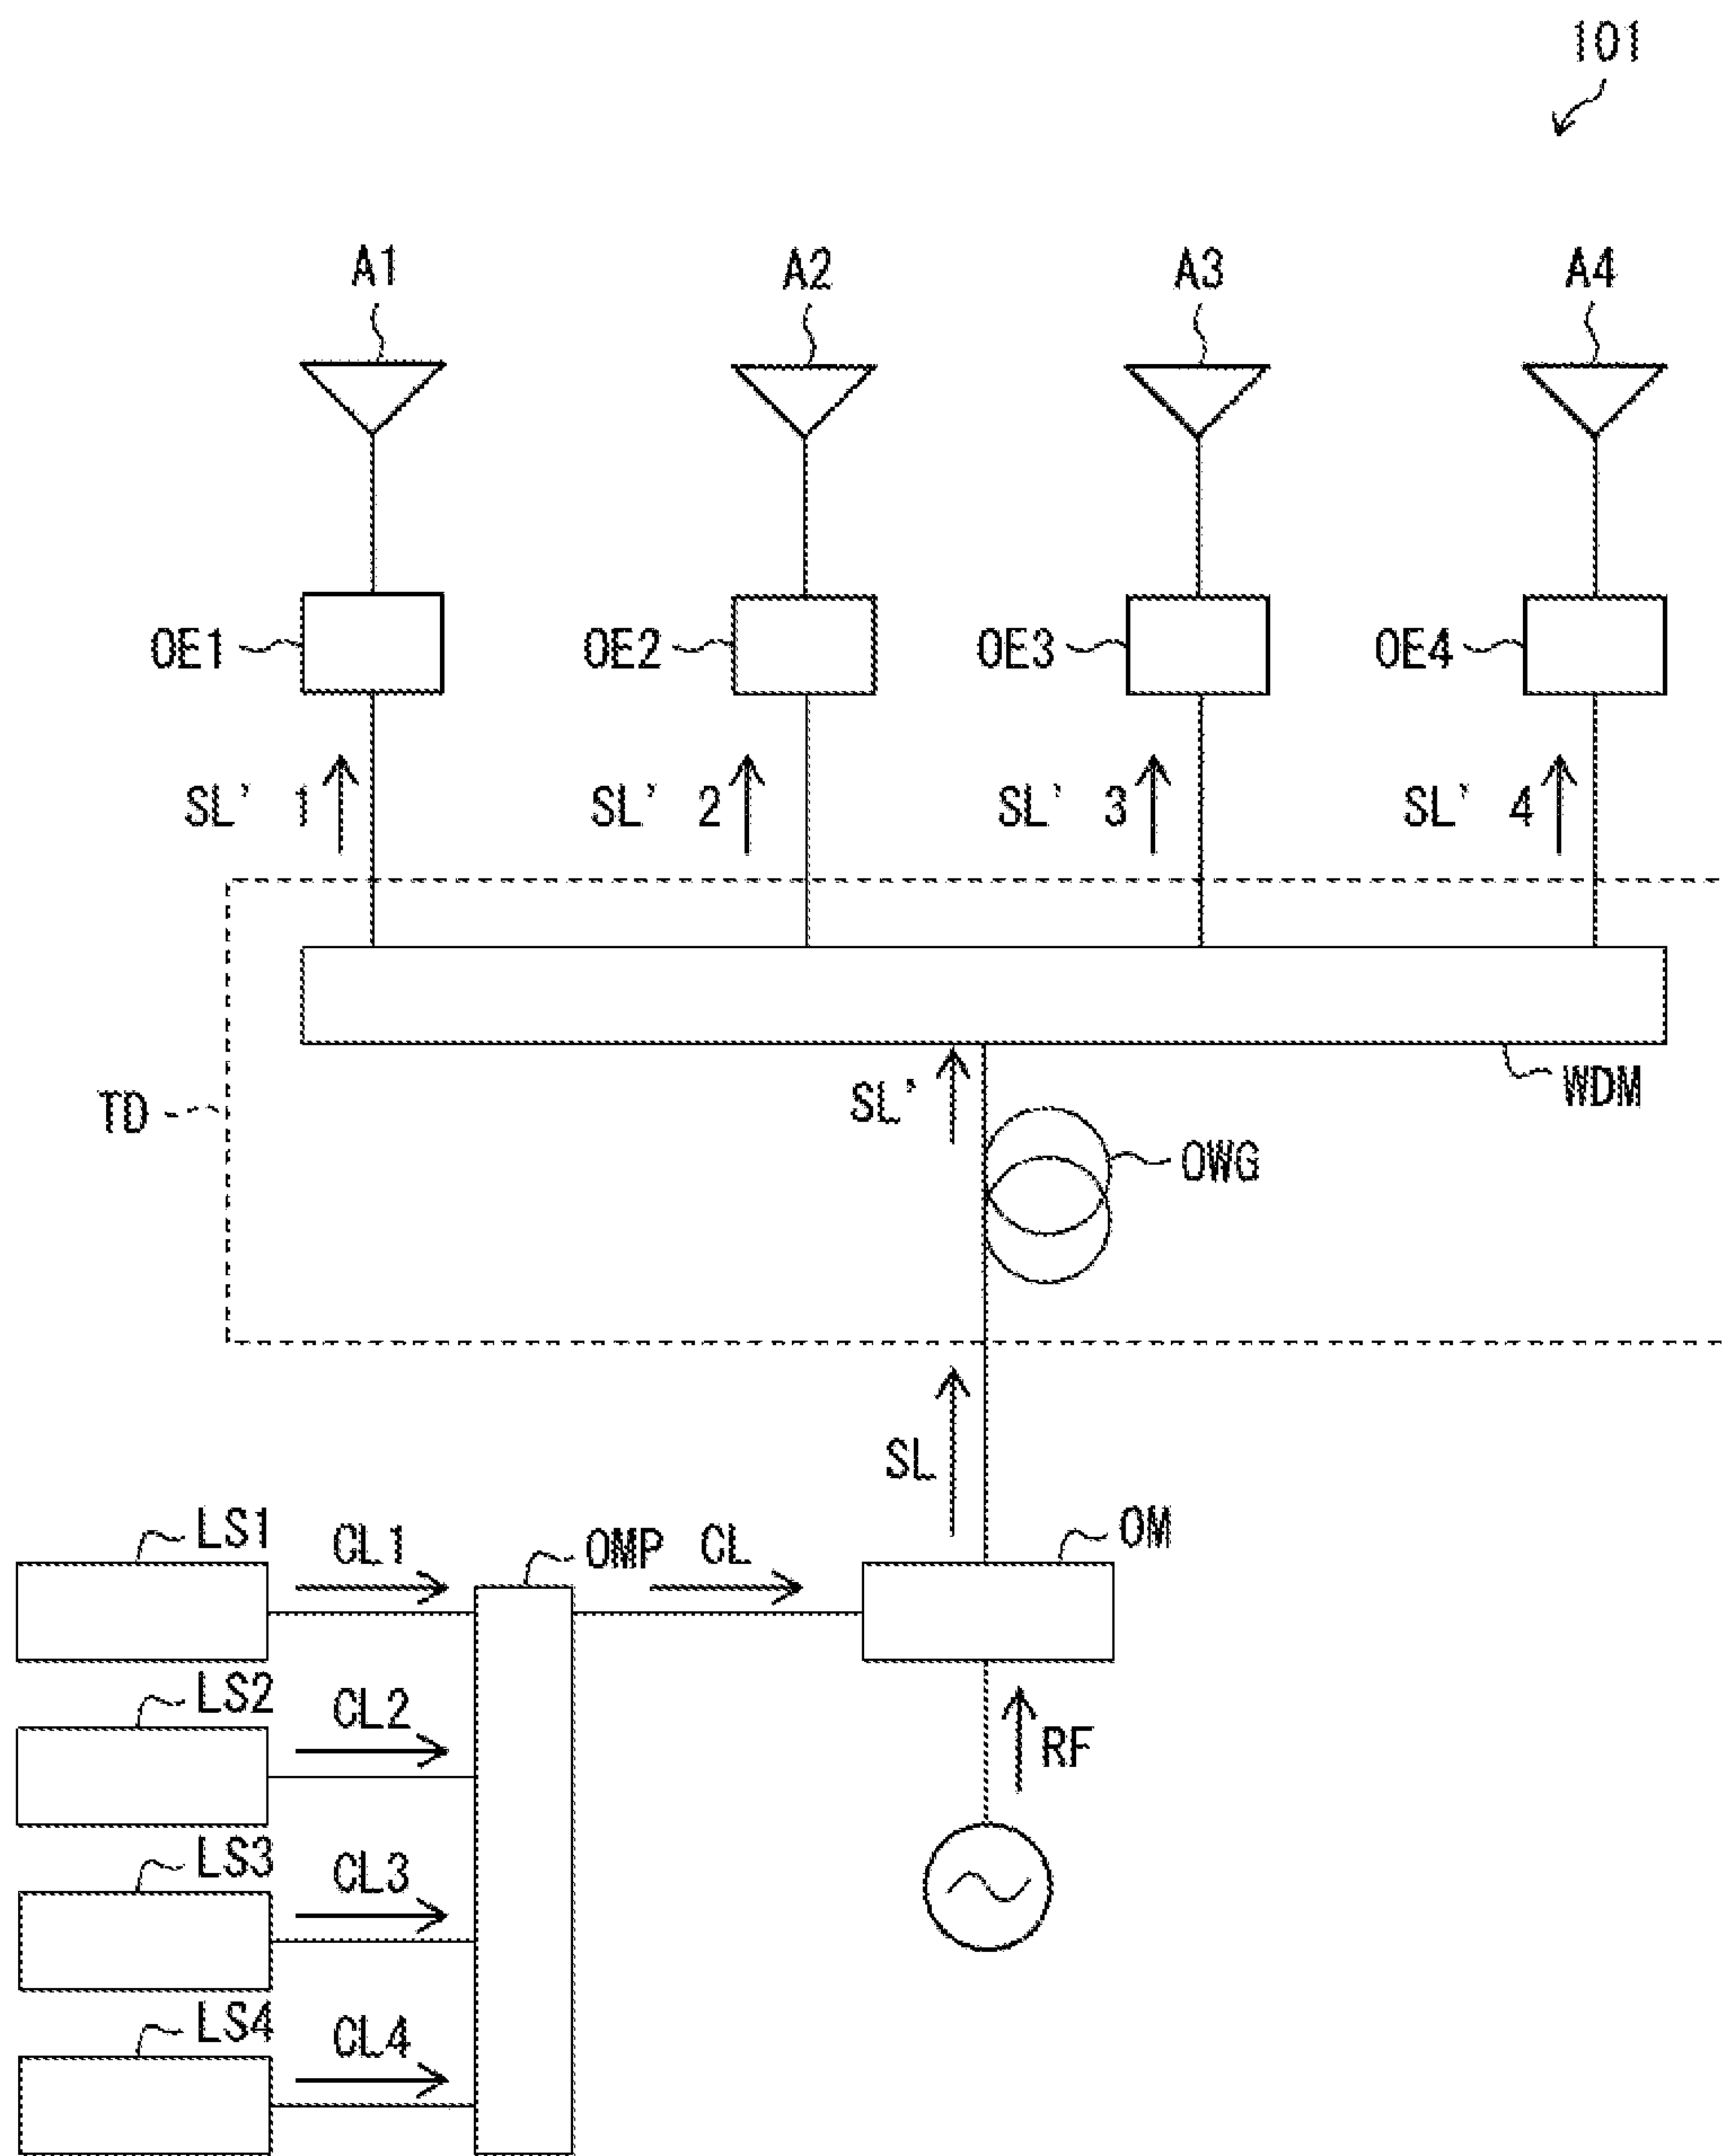 101
A1 A2 A3 A4
OE1 OE2 OE3 OE4
SL' 1 SL' 2 SL' 3 SL' 4
WDM
SL'
TD
OWG
SL
LS1 CL1 OMP CL OM
LS2 CL2
RF
LS3 CL3
LS4 CL4